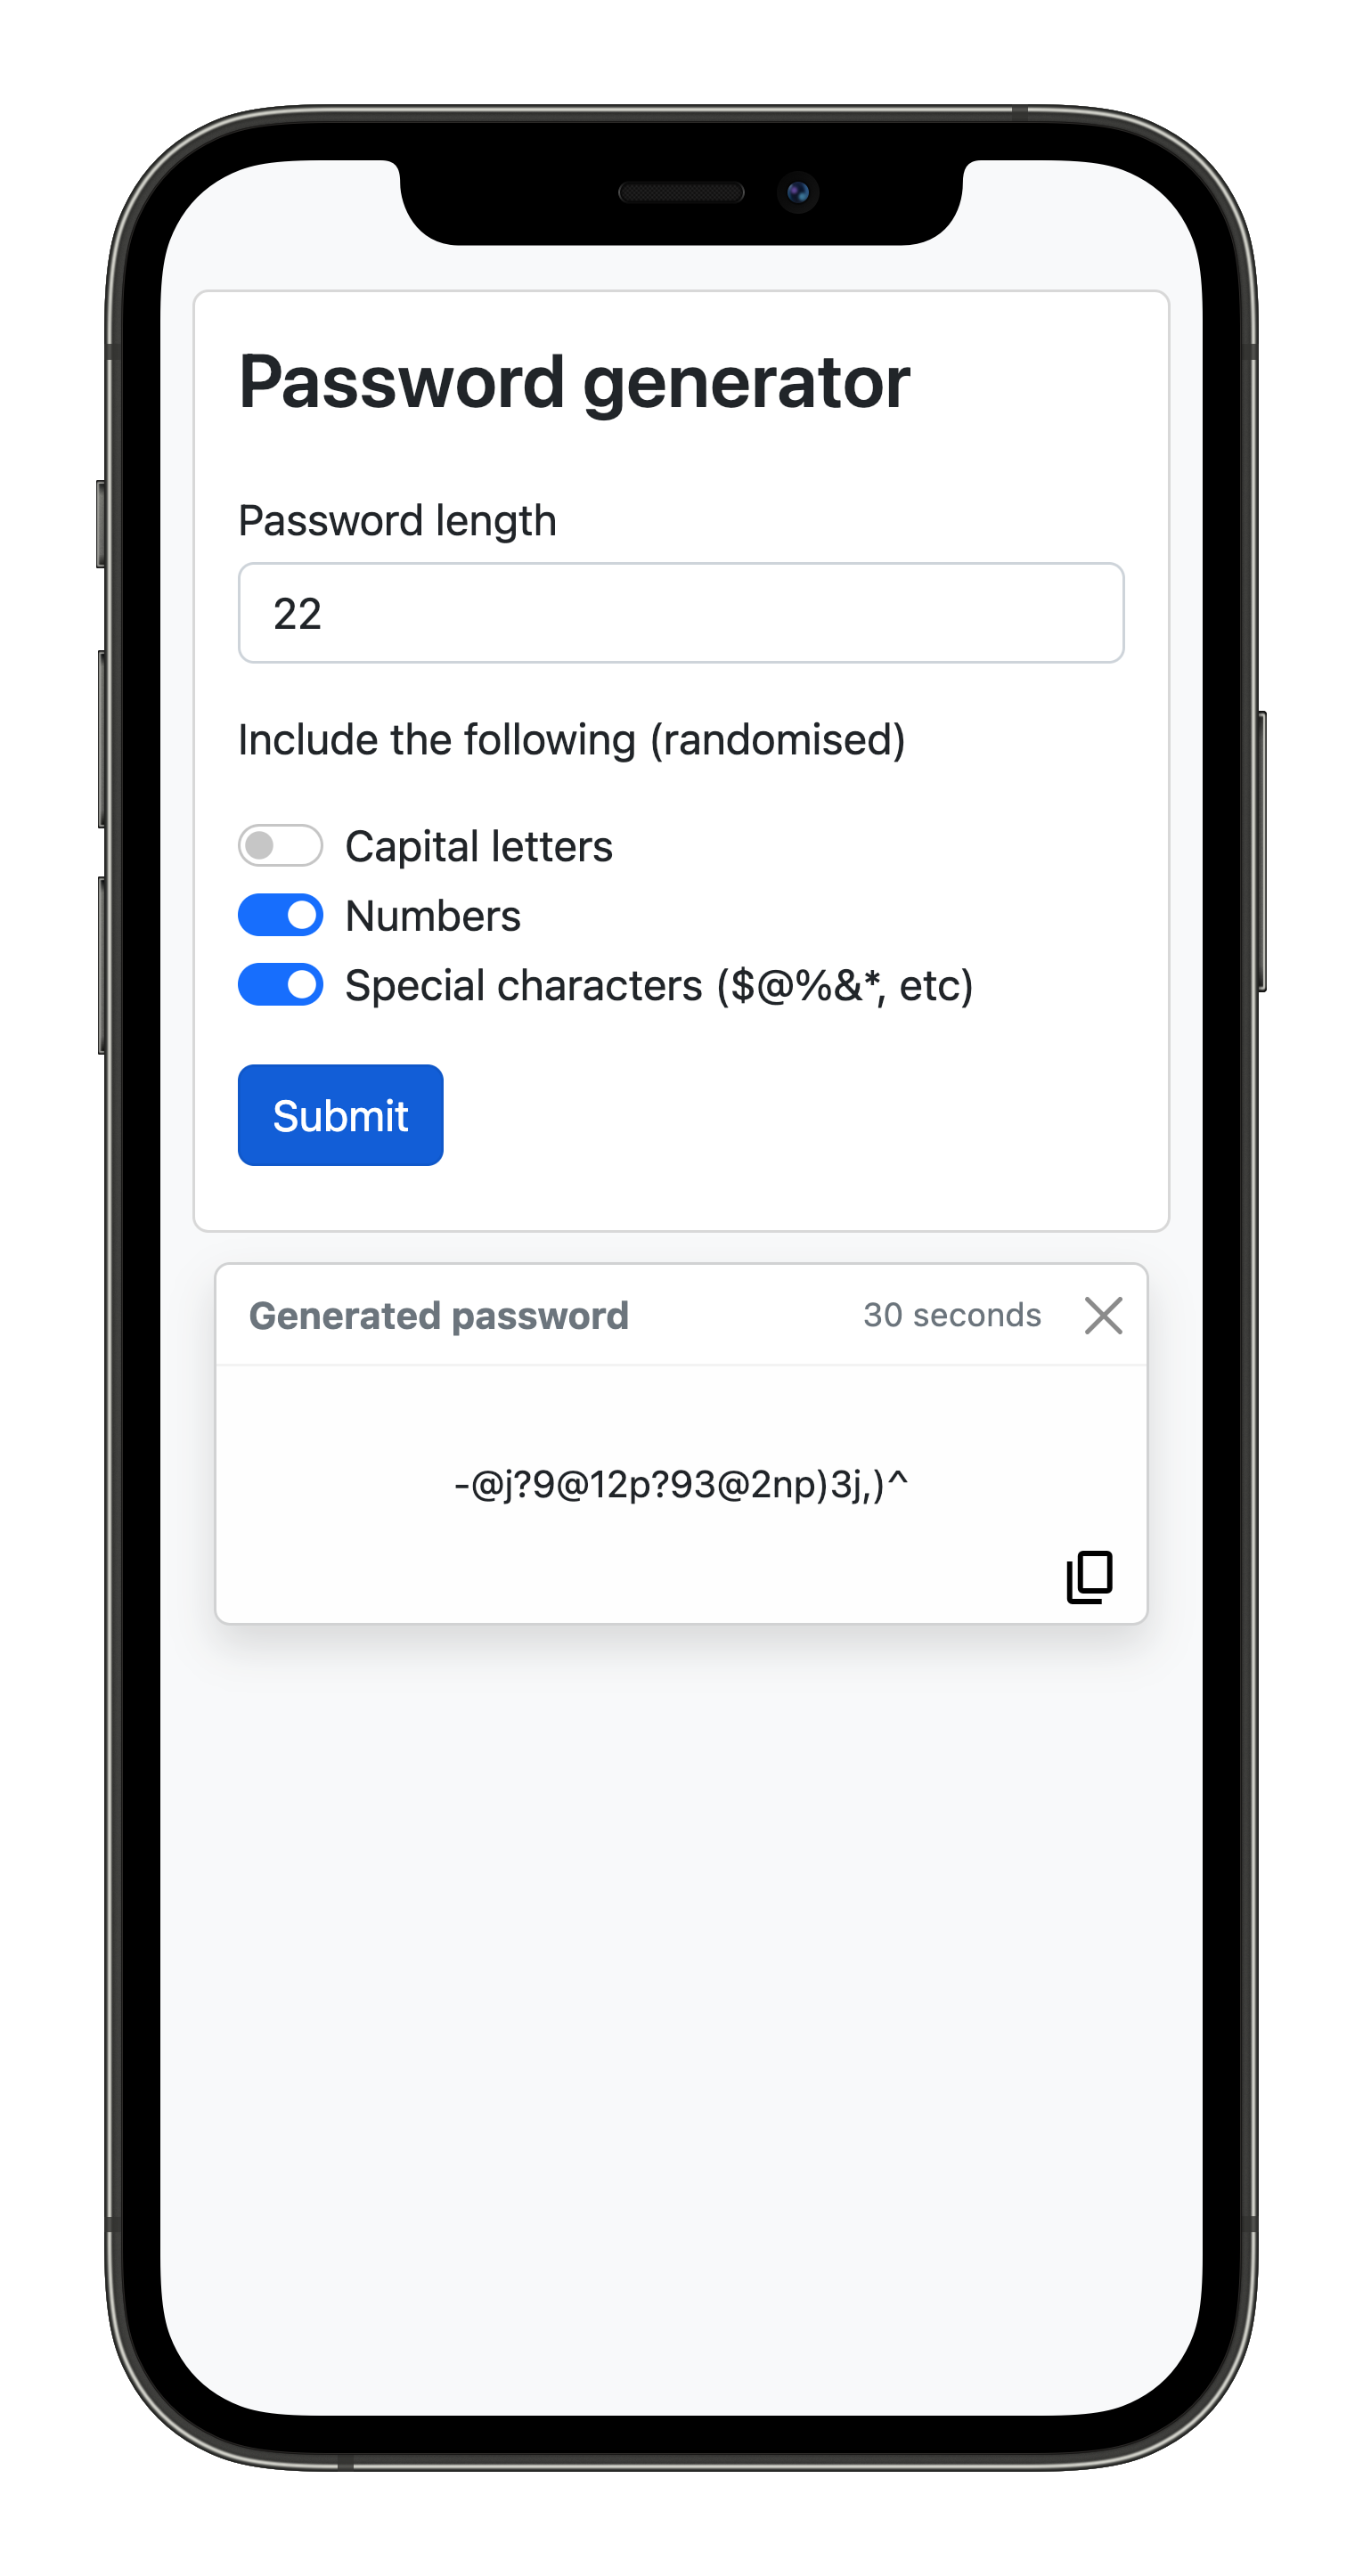 Password generator
Password length
22
Include the following (randomised)
Capital letters
Numbers
Special characters ($@%&*, etc)
Submit
Generated password 30 seconds
-@j?9@12p?93@2np)3j,)^